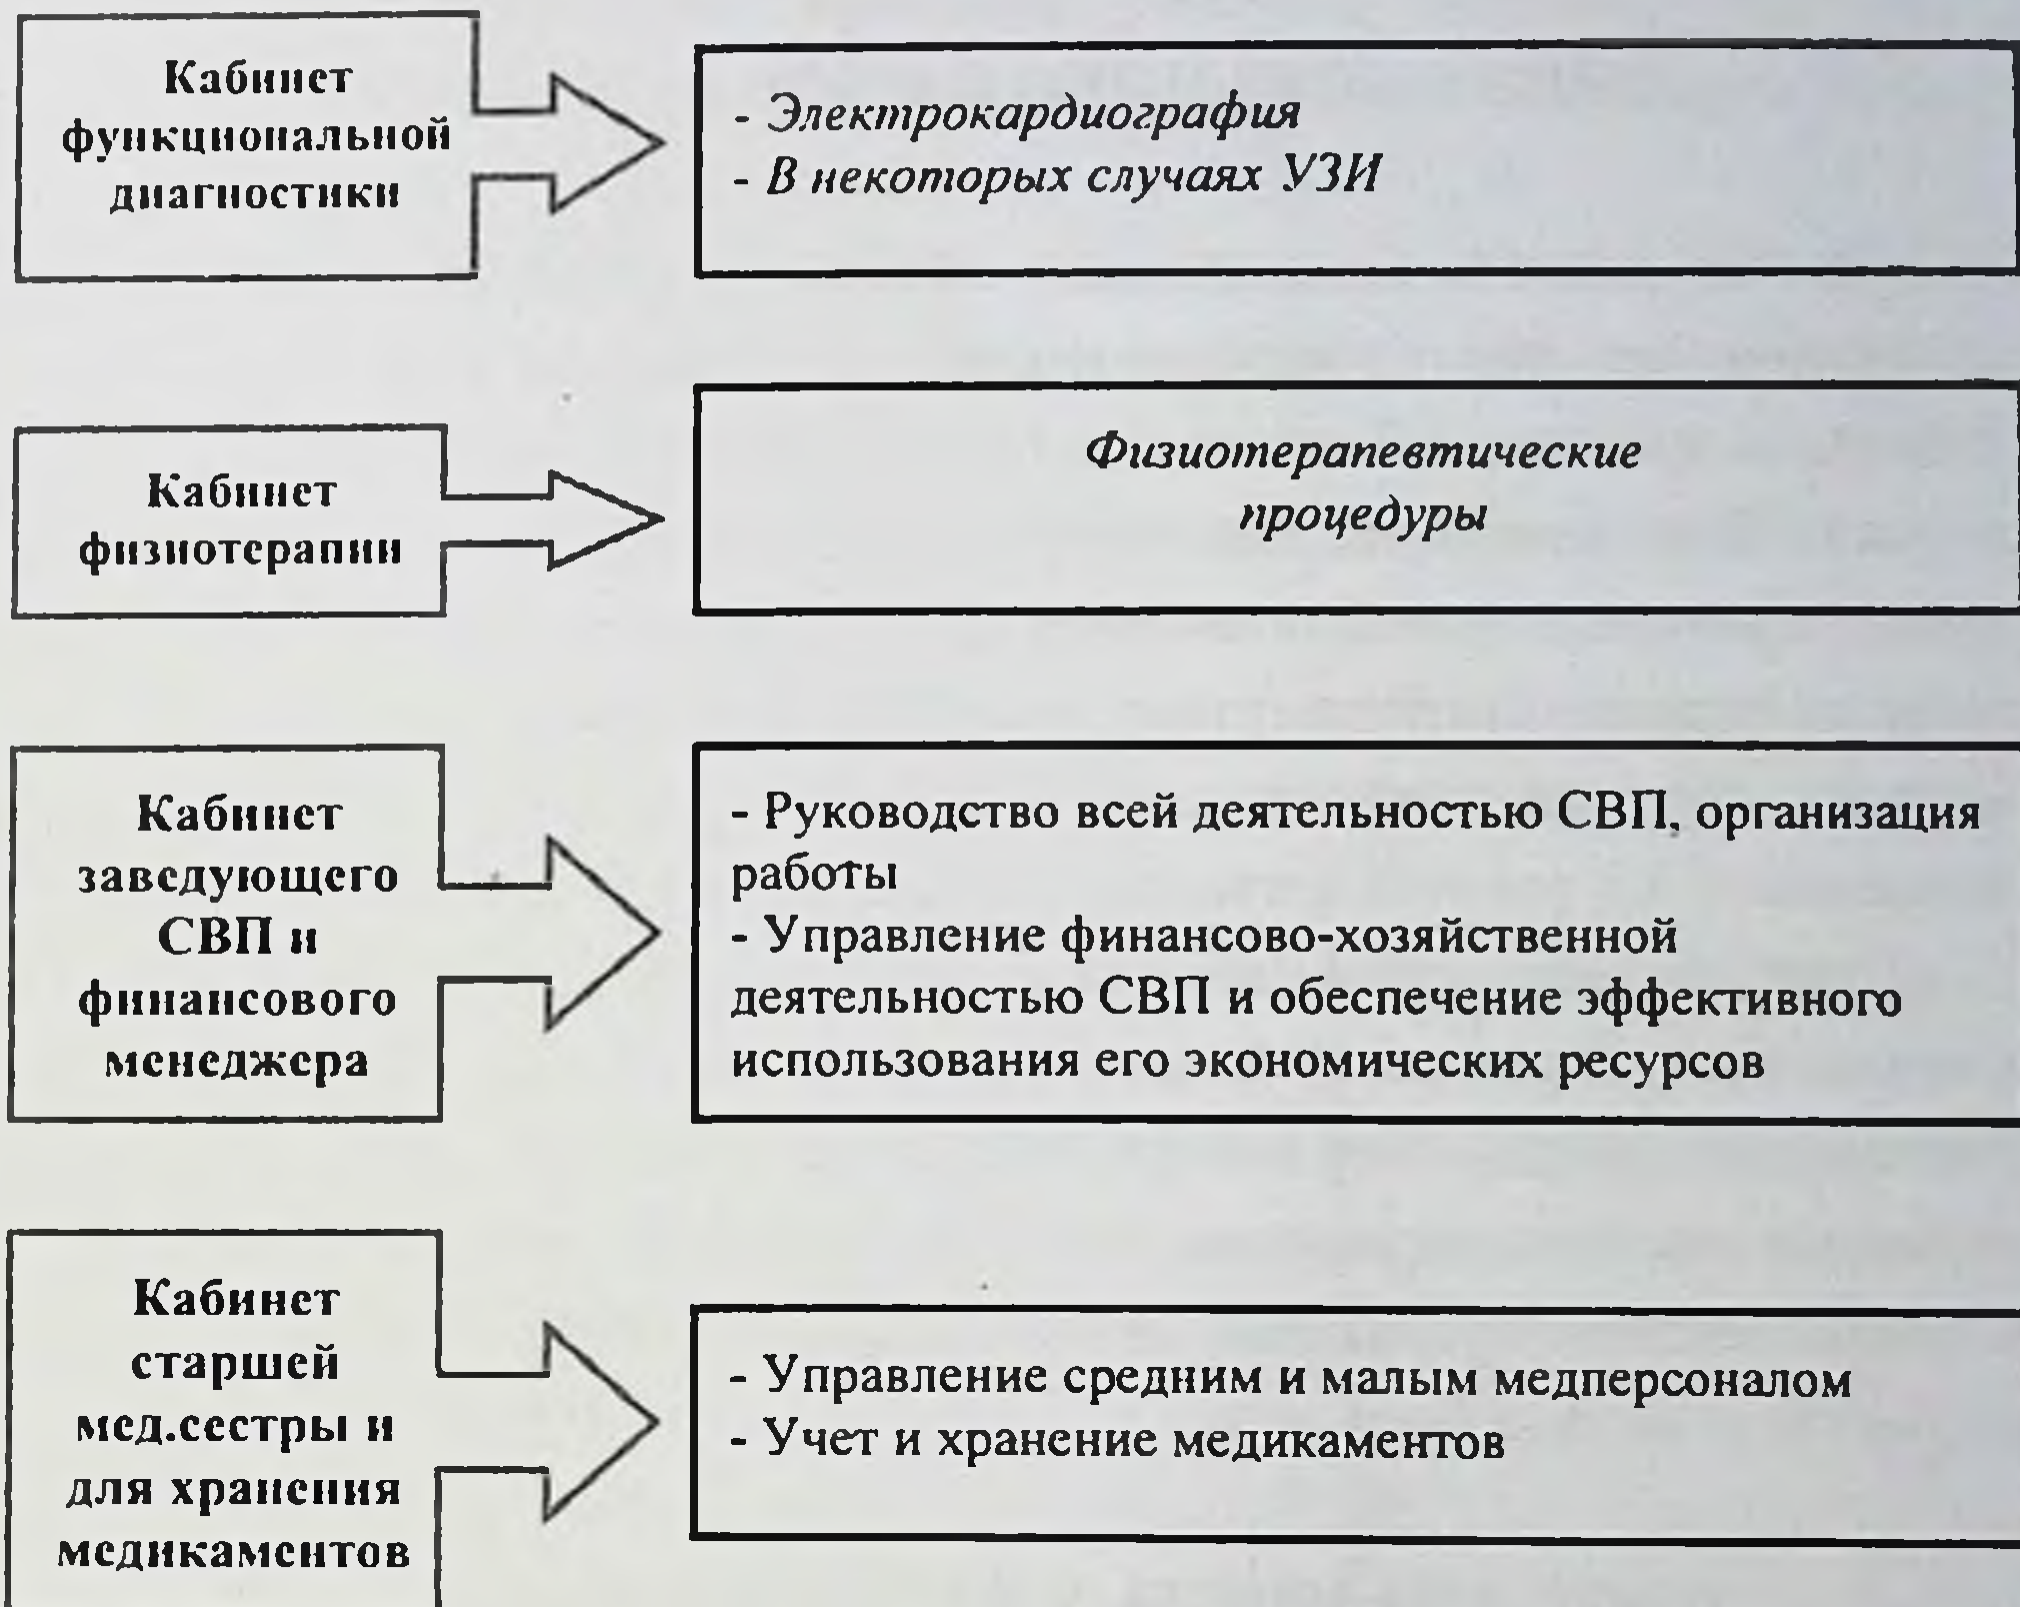 Кабинет
функциональной
диагностики
- Электрокардиография
- В некоторых случаях УЗИ
Кабинет
физиотерапии
Физиотерапевтические
процедуры
Кабинет
заведующего
СВП и
финансового
менеджера
- Руководство всей деятельностью СВП, организация
работы
- Управление финансово-хозяйственной
деятельностью СВП и обеспечение эффективного
использования его экономических ресурсов
Кабинет
старшей
мед.сестры и
для хранения
медикаментов
- Управление средним и малым медперсоналом
- Учет и хранение медикаментов